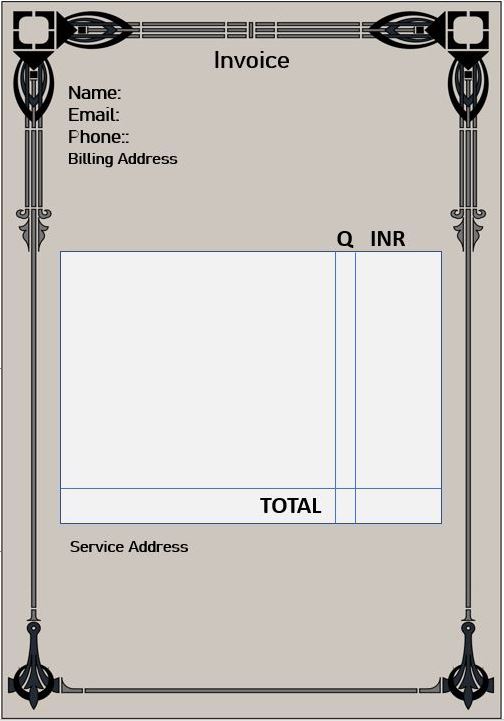 Invoice
Name:
Email:
Phone::
Billing Address
Q INR
TOTAL
Service Address